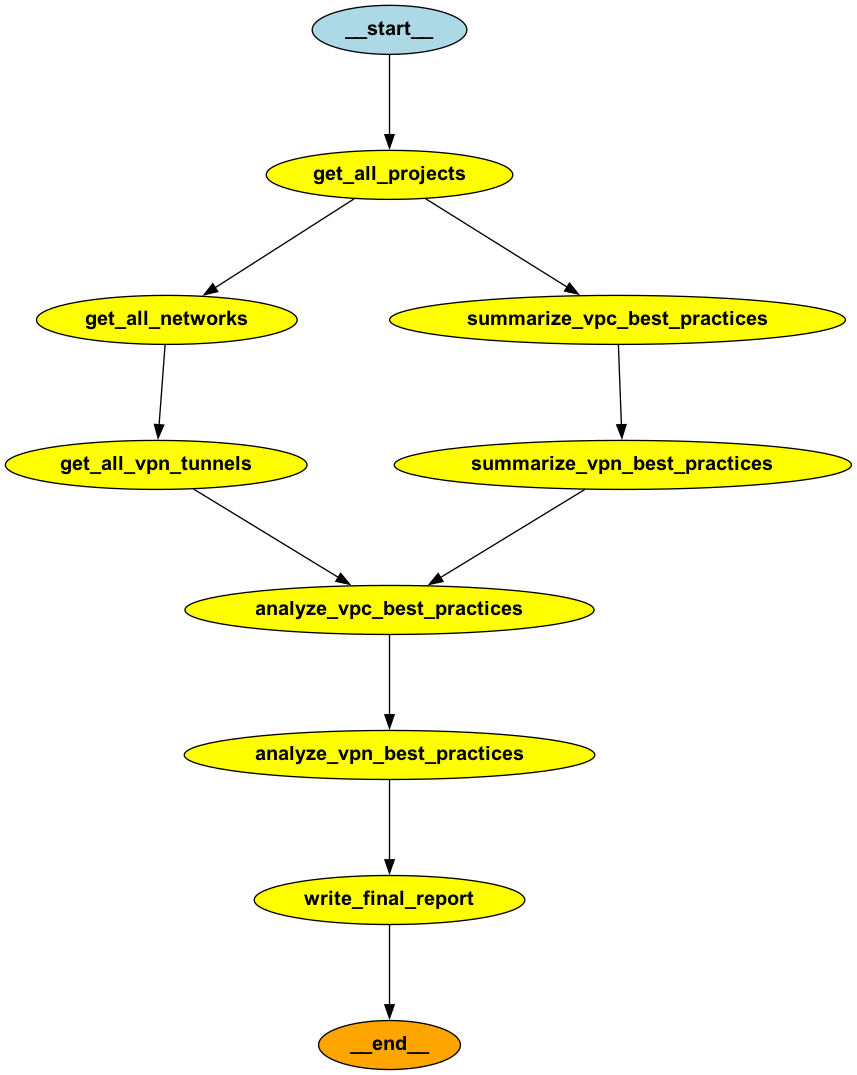 __start__
get_all_projects
get_all_networks
summarize_vpc_best_practices
get_all_vpn_tunnels
summarize_vpn_best_practices
analyze_vpc_best_practices
analyze_vpn_best_practices
write_final_report
__end__